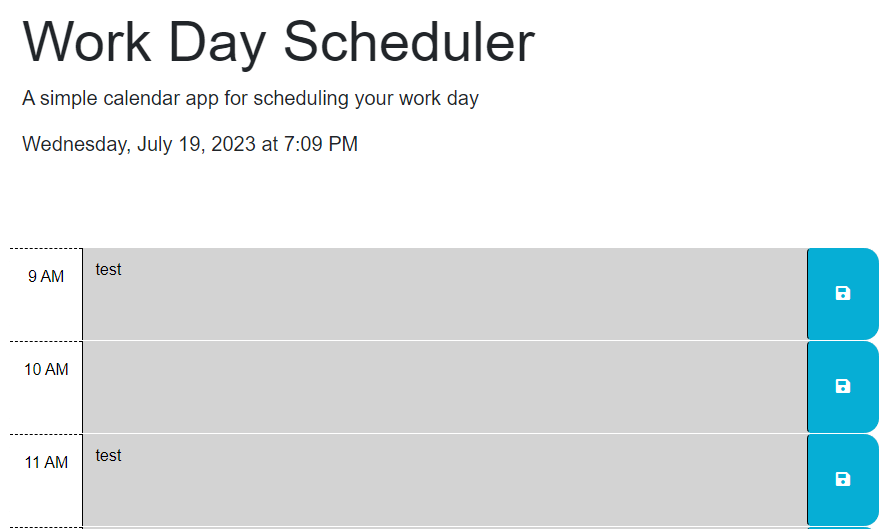 Work Day Scheduler
A simple calendar app for scheduling your work day
Wednesday, July 19, 2023 at 7:09 PM
9 AM
test
10 AM
11 AM
test